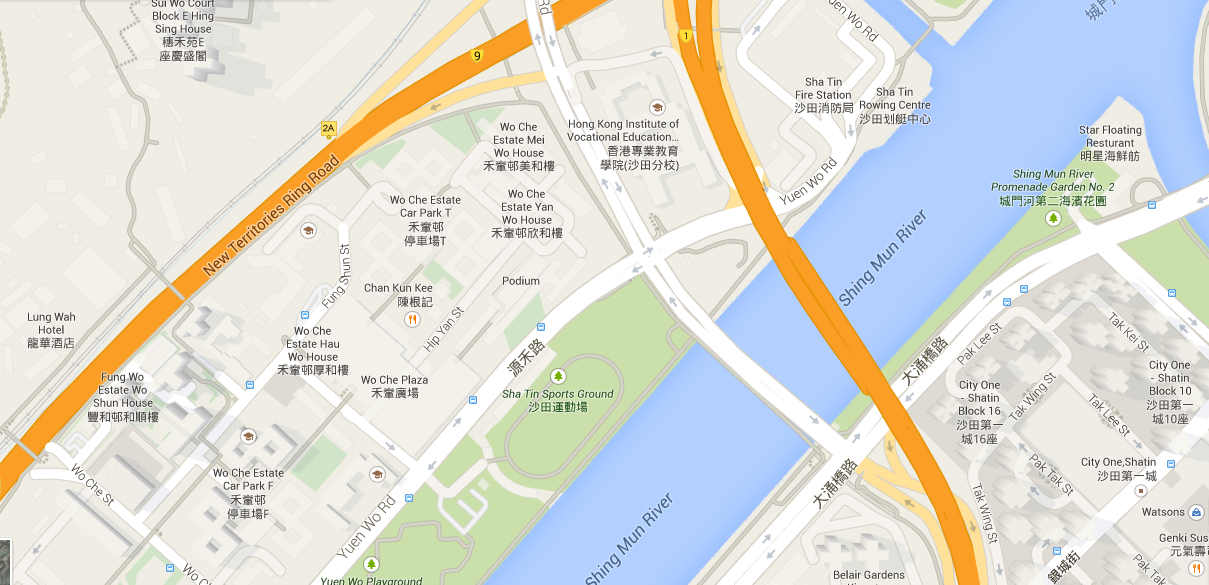 Sui Wo Court
Block E Hing
Sing House
穗禾苑E
座慶盛閣
Rd
9
1
Yuen Wo Rd
城門
2A
Sha Tin
Fire Station
沙田消防局
Sha Tin
Rowing Centre
沙田划艇中心
Hong Kong Institute of
Vocational Education...
香港專業教育
學院(沙田分校)
Wo Che
Estate Mei
Wo House
禾輋邨美和樓
Star Floating
Resturant
明星海鮮舫
Shing Mun River
Promenade Garden No. 2
城門河第二海濱花園
New Territories Ring Road
Wo Che Estate
Car Park T
禾輋邨
停車場T
Wo Che
Estate Yan
Wo House
禾輋邨欣和樓
Yuen Wo Rd
Shing Mun River
Fung Shun St
Chan Kun Kee
陳根記
Podium
Hip Yan St
Lung Wah
Hotel
龍華酒店
Wo Che
Estate Hau
Wo House
禾輋邨厚和樓
源禾路
大涌橋路
Pak Lee St
Tak Kei St
Fung Wo
Estate Wo
Shun House
豐和邨和順樓
Wo Che Plaza
禾輋廣場
Sha Tin Sports Ground
沙田運動場
City One
- Shatin
Block 16
沙田第一
城16座
Tak Wing St
Tak Lee St
City One
- Shatin
Block 10
沙田第一
城10座
Wo Che St
Wo Che Estate
Car Park F
禾輋邨
停車場F
大涌橋路
Pak Tak St
City One,Shatin
沙田第一城
Tak Wing St
Watsons
Yuen Wo Rd
Shing Mun River
Genki Sus
元氣壽司
銀城街
Pak Tak
Wo Ch
Yuen Wo Playground
Belair Gardens